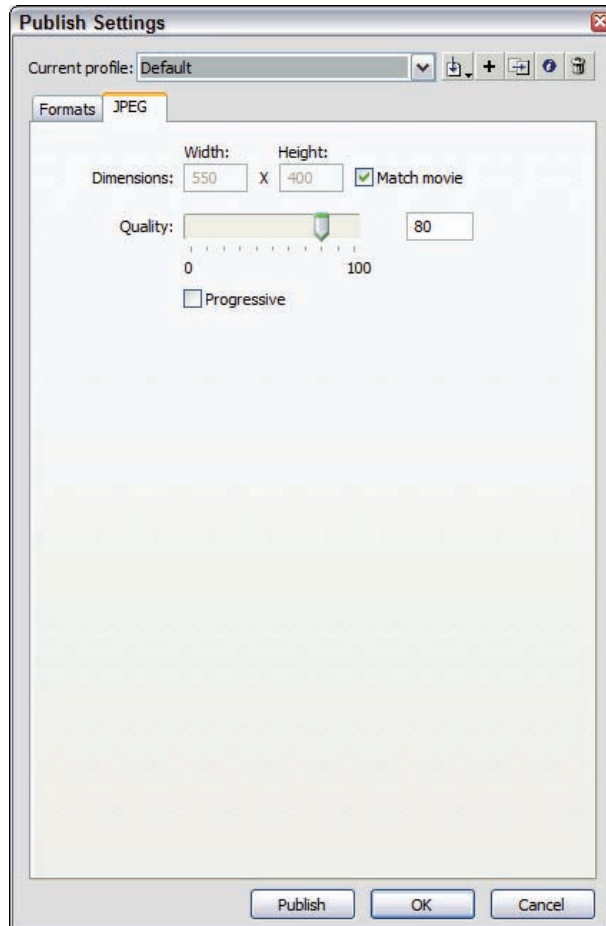 Publish Settings
Current profile: Default
Formats JPEG
Width: Height:
Dimensions: 550 X 400 Match movie
Quality: 80
0 100
Progressive
Publish OK Cancel